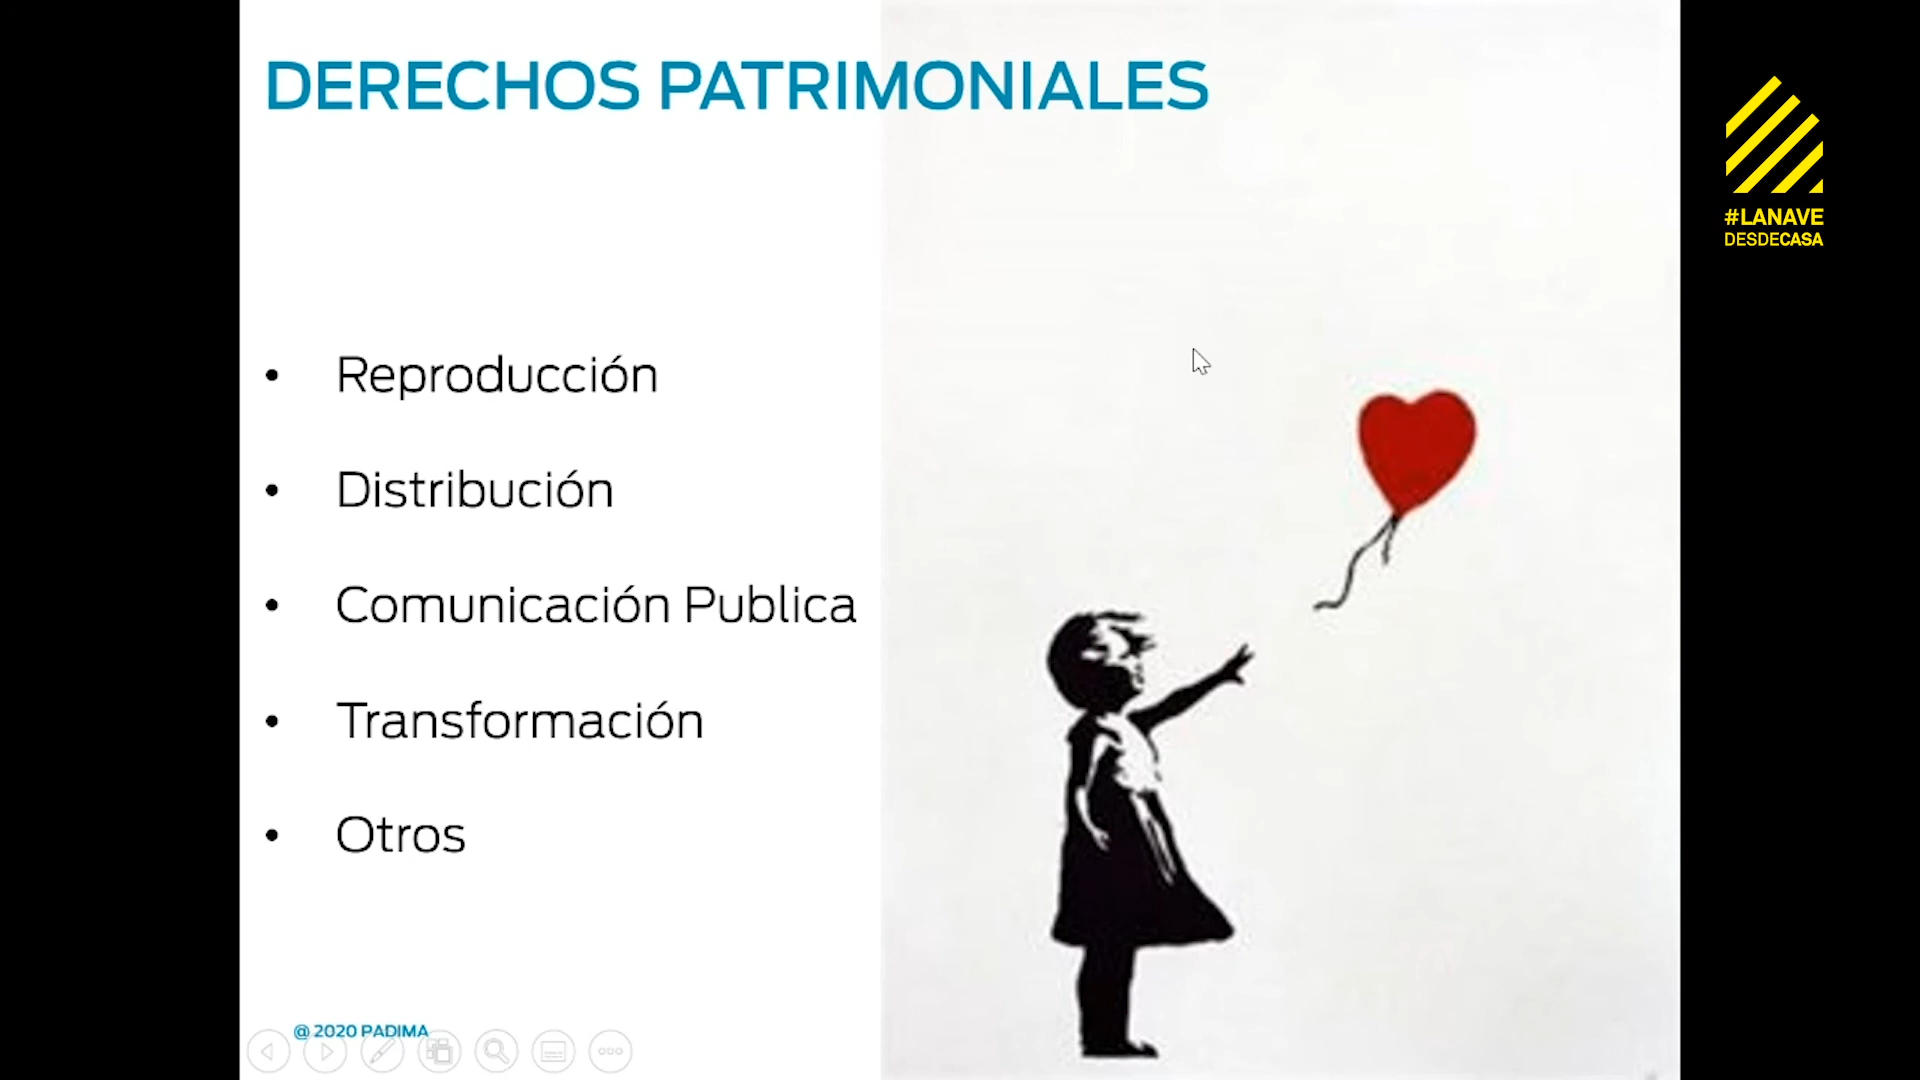 DERECHOS PATRIMONIALES
#LANAVE
DESDECASA
• Reproducción
• Distribución
• Comunicación Publica
• Transformación
• Otros
@ 2020 PADIMA